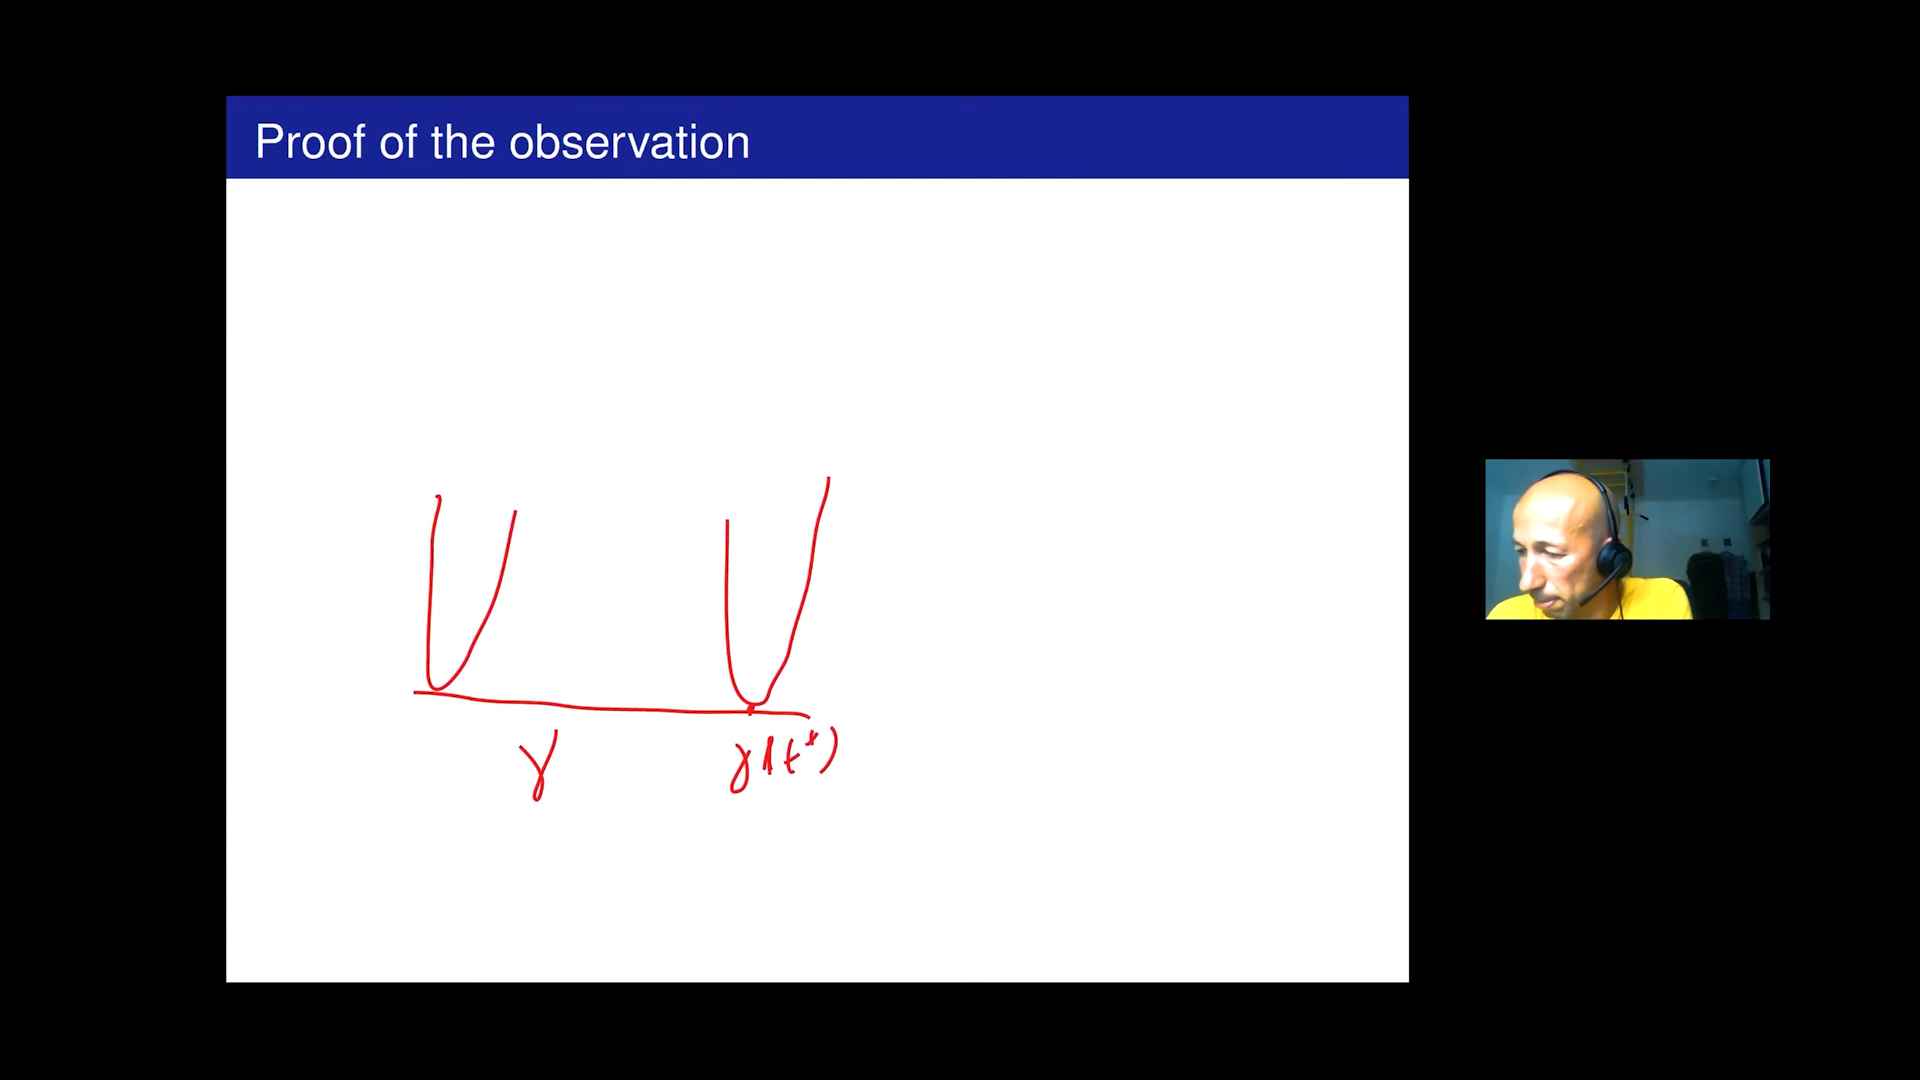 Proof of the observation
γ γ(t*)